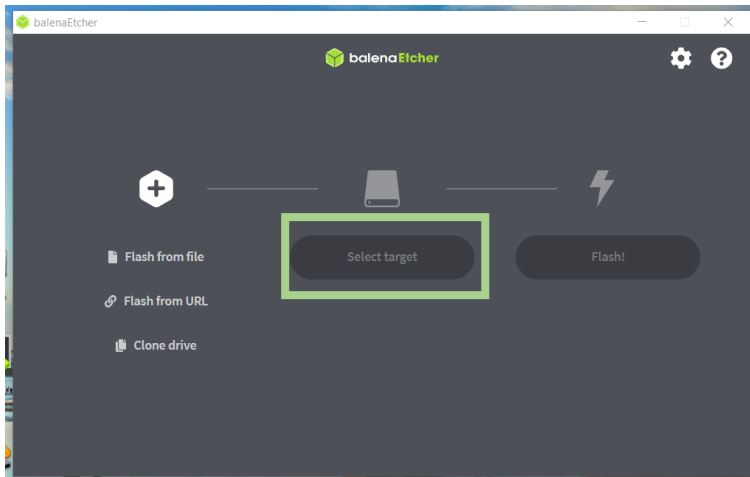 balenaEtcher
balenaEtcher
Flash from file
Select target
Flash!
Flash from URL
Clone drive